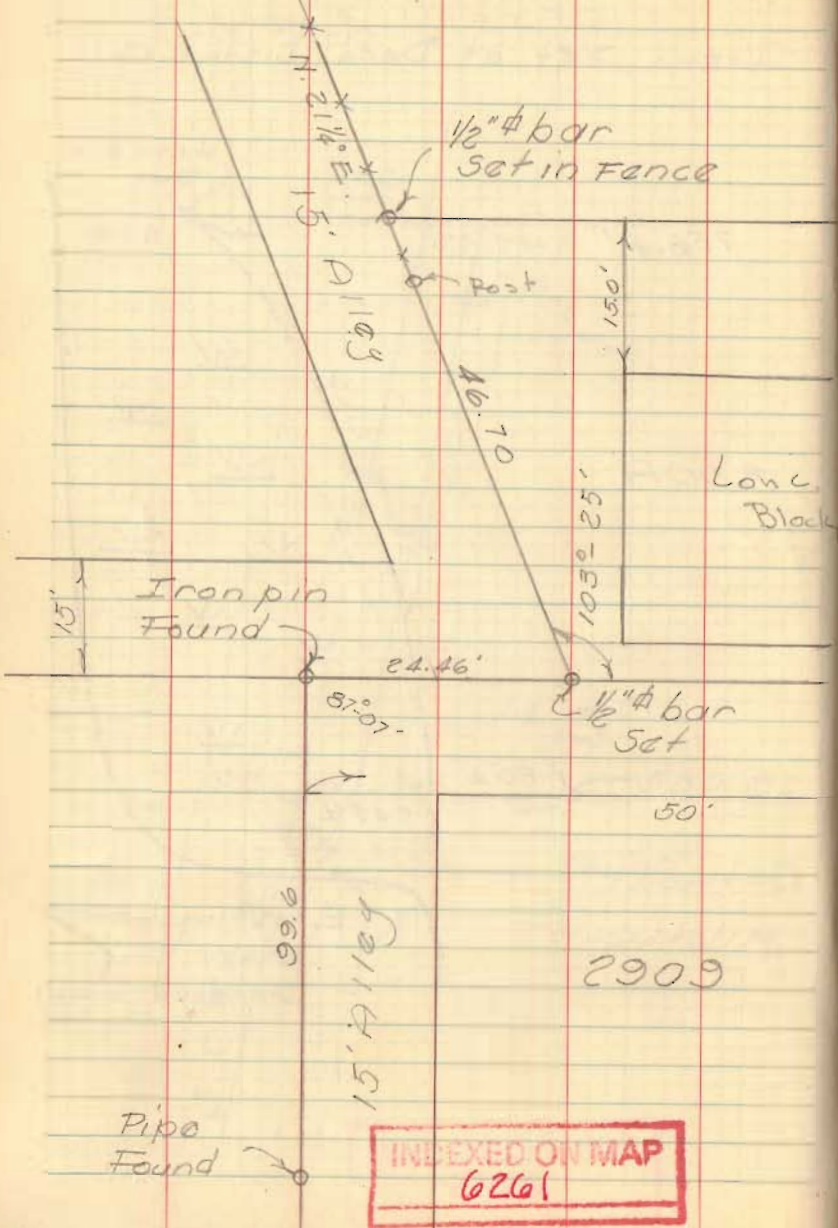 1/2"⌀ bar
Set in Fence
N. 21 1/4° E.
15' Alley
Post
15.0'
46.70
103°-25'
Conc.
Block
15'
Iron pin
Found
24.46'
87°-07'
1/2"⌀ bar
Set
50'
99.6
15' Alley
2909
Pipe
Found
INDEXED ON MAP
6261